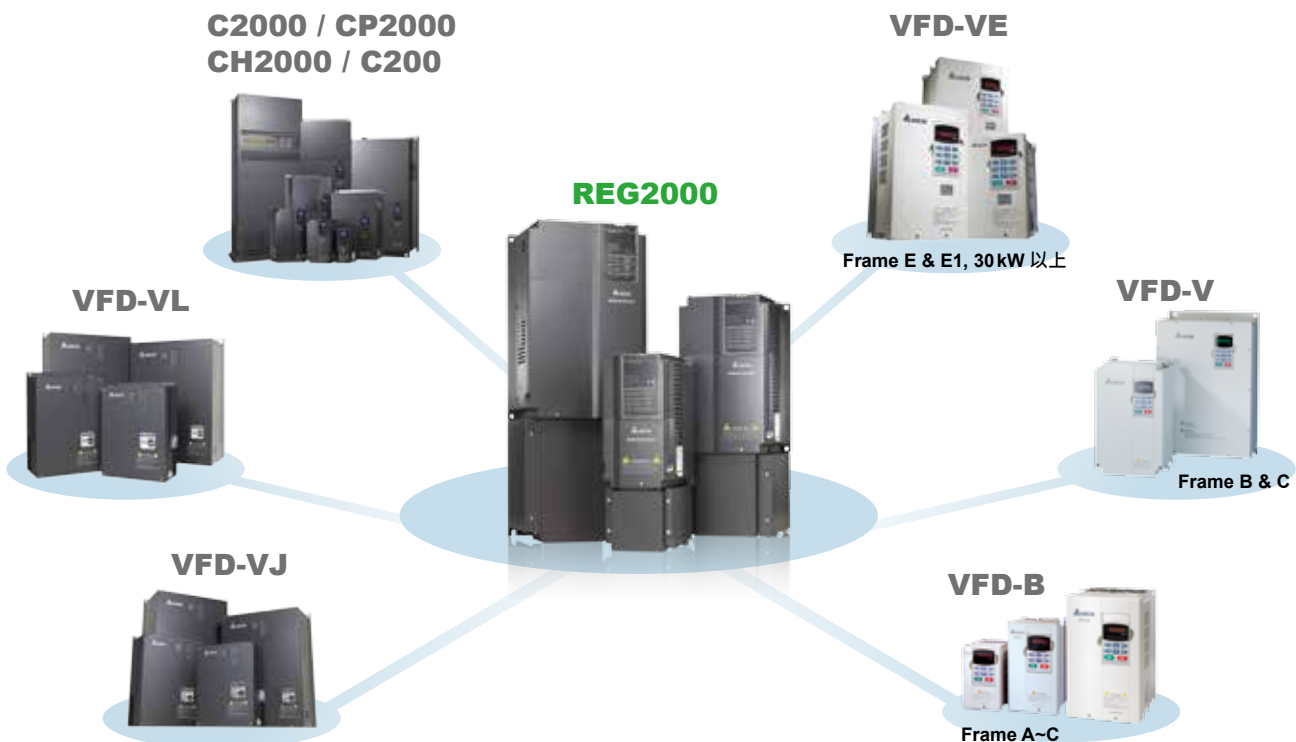 C2000 / CP2000
CH2000 / C200
VFD-VE
REG2000
Frame E & E1, 30 kW 以上
VFD-VL
VFD-V
Frame B & C
VFD-VJ
VFD-B
Frame A~C